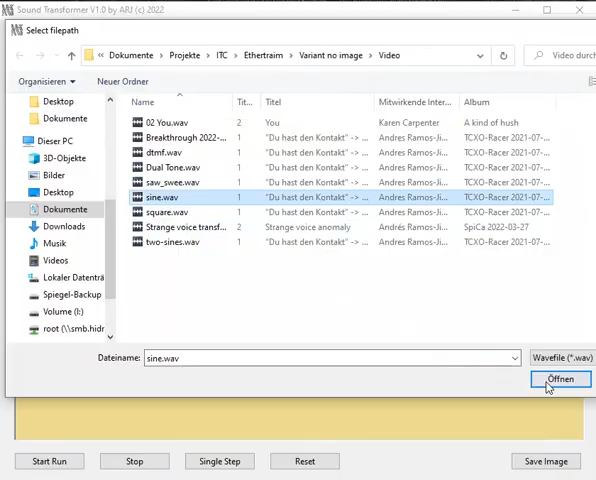 Sound Transformer V1.0 by ARJ (c) 2022
Select filepath
Dokumente > Projekte > ITC > Ethertraim > Variant no image > Video
Video durch
Organisieren
Neuer Ordner
Name Tit... Titel Mitwirkende Inter... Album
02 You.wav 2 You Karen Carpenter A kind of hush
Breakthrough 2022-... 1 "Du hast den Kontakt" -> ... Andres Ramos-Ji... TCXO-Racer 2021-07-...
dtmf.wav 1 "Du hast den Kontakt" -> ... Andres Ramos-Ji... TCXO-Racer 2021-07-...
Dual Tone.wav 1 "Du hast den Kontakt" -> ... Andres Ramos-Ji... TCXO-Racer 2021-07-...
saw_swee.wav 1 "Du hast den Kontakt" -> ... Andres Ramos-Ji... TCXO-Racer 2021-07-...
sine.wav 1 "Du hast den Kontakt" -> ... Andres Ramos-Ji... TCXO-Racer 2021-07-...
square.wav 1 "Du hast den Kontakt" -> ... Andres Ramos-Ji... TCXO-Racer 2021-07-...
Strange voice transf... 2 Strange voice anomaly Andrés Ramos-Ji... SpiCa 2022-03-27
two-sines.wav 1 "Du hast den Kontakt" -> ... Andres Ramos-Ji... TCXO-Racer 2021-07-...
Desktop
Dokumente
Dieser PC
3D-Objekte
Bilder
Desktop
Dokumente
Downloads
Musik
Videos
Lokaler Datenträ
Spiegel-Backup
Volume (I:)
root (\\smb.hidr
Dateiname: sine.wav Wavefile (*.wav)
Öffnen
Start Run Stop Single Step Reset Save Image